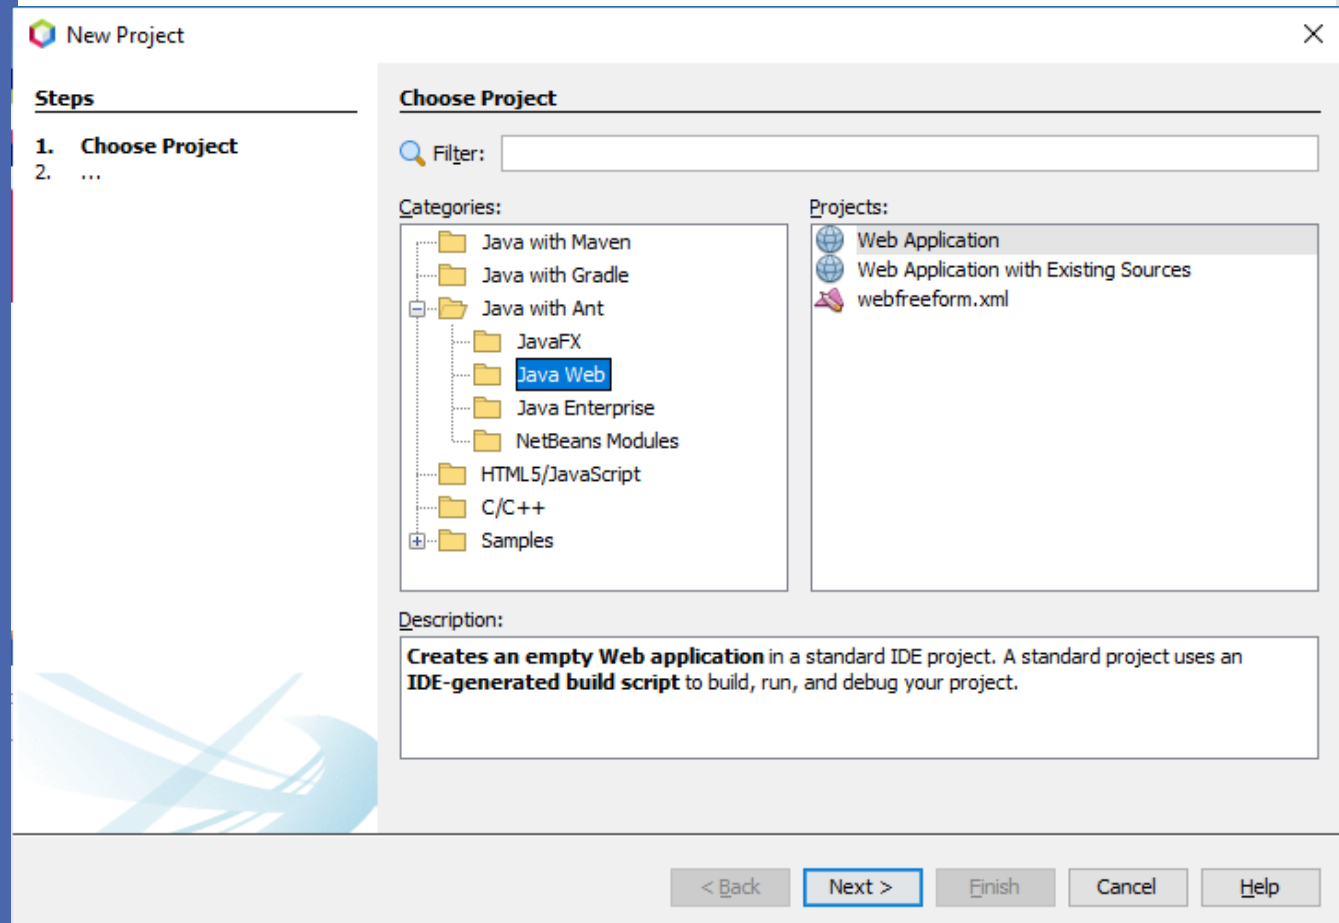 New Project
Steps
1. Choose Project
2. ...
Choose Project
Filter:
Categories:
Java with Maven
Java with Gradle
Java with Ant
JavaFX
Java Web
Java Enterprise
NetBeans Modules
HTML5/JavaScript
C/C++
Samples
Projects:
Web Application
Web Application with Existing Sources
webfreeform.xml
Description:
Creates an empty Web application in a standard IDE project. A standard project uses an
IDE-generated build script to build, run, and debug your project.
< Back
Next >
Finish
Cancel
Help